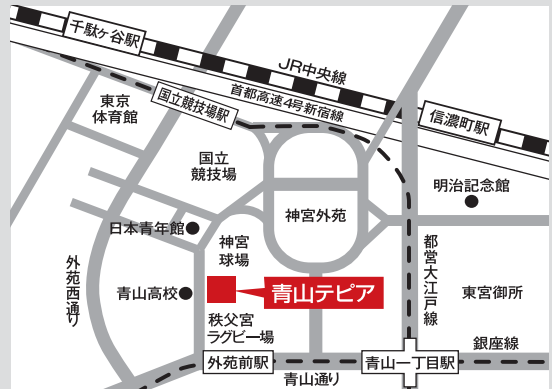 千駄ヶ谷駅
JR中央線
首都高速4号新宿線
国立競技場駅
信濃町駅
東京
体育館
国立
競技場
明治記念館
神宮外苑
日本青年館
神宮
球場
都営大江戸線
外苑西通り
青山高校
青山テピア
東宮御所
秩父宮
ラグビー場
銀座線
外苑前駅
青山一丁目駅
青山通り